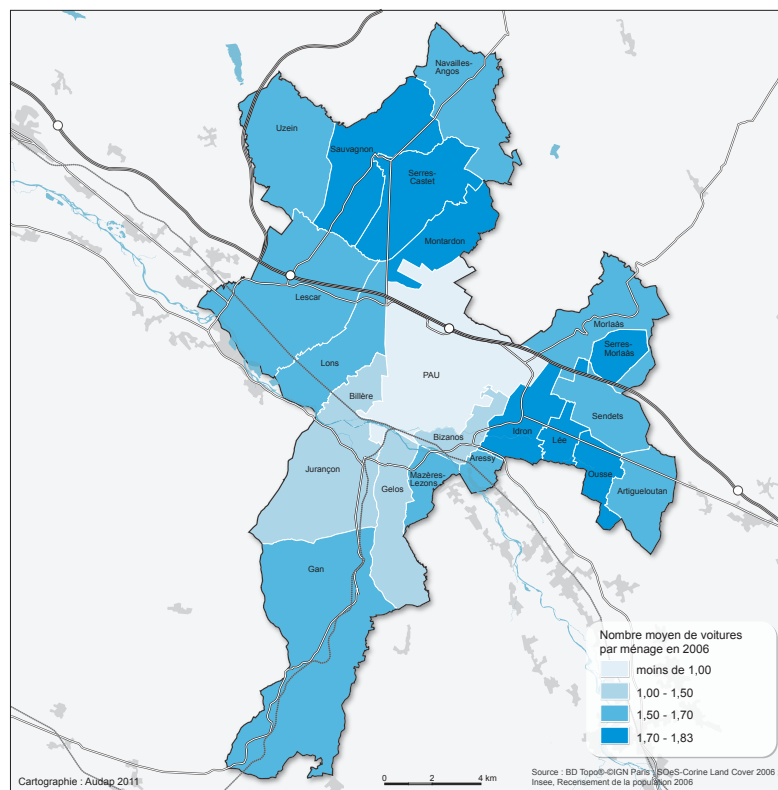 Navailles-
Angos
Uzein
Sauvagnon
Serres-
Castet
Montardon
Lescar
Morlaàs
Serres-
Morlaàs
Lons
PAU
Billère
Sendets
Bizanos
Idron
Lée
Jurançon
Aressy
Mazères-
Lezons
Ousse
Gelos
Artigueloutan
Gan
Nombre moyen de voitures
par ménage en 2006
moins de 1,00
1,00 - 1,50
1,50 - 1,70
1,70 - 1,83
Cartographie : Audap 2011
0 2 4 km
Source : BD Topo®-©IGN Paris ; SOeS-Corine Land Cover 2006
Insee, Recensement de la population 2006